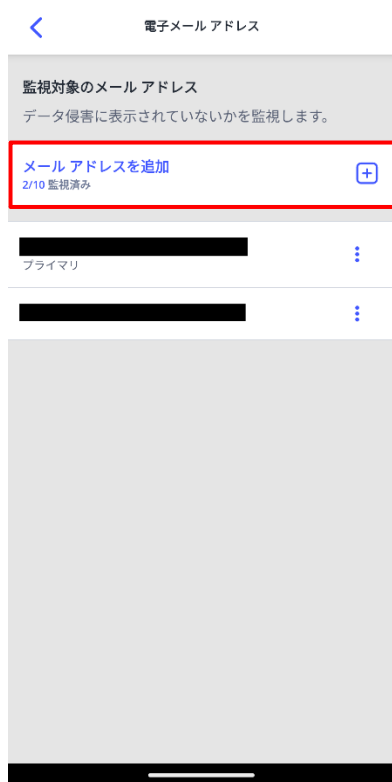 電子メール アドレス
監視対象のメール アドレス
データ侵害に表示されていないかを監視します。
メール アドレスを追加
2/10 監視済み
プライマリ